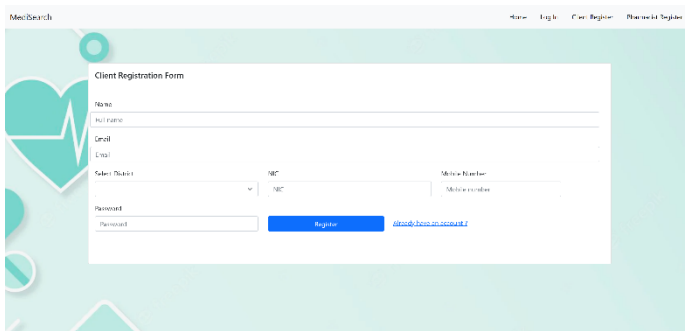 MediSearch Home Log In Client Register Pharmacist Register
Client Registration Form
Name
Full name
Email
Email
Select District NIC Mobile Number
NIC Mobile number
Password
Password Register Already have an account?